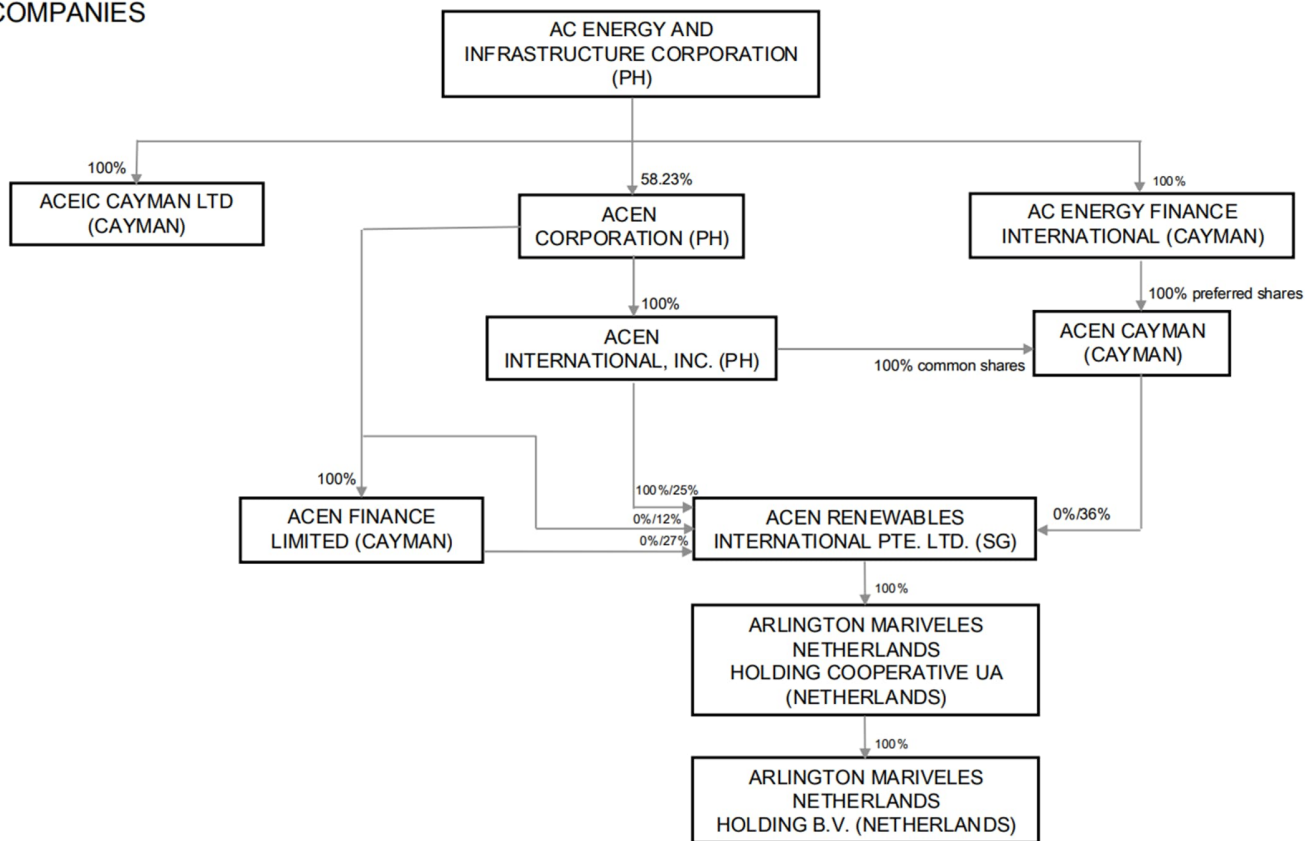 COMPANIES
AC ENERGY AND
INFRASTRUCTURE CORPORATION
(PH)
100%
58.23%
100%
ACEIC CAYMAN LTD
(CAYMAN)
ACEN
CORPORATION (PH)
AC ENERGY FINANCE
INTERNATIONAL (CAYMAN)
100%
100% preferred shares
ACEN
INTERNATIONAL, INC. (PH)
100% common shares
ACEN CAYMAN
(CAYMAN)
100%
100%/25%
0%/12%
0%/27%
0%/36%
ACEN FINANCE
LIMITED (CAYMAN)
ACEN RENEWABLES
INTERNATIONAL PTE. LTD. (SG)
100%
ARLINGTON MARIVELES
NETHERLANDS
HOLDING COOPERATIVE UA
(NETHERLANDS)
100%
ARLINGTON MARIVELES
NETHERLANDS
HOLDING B.V. (NETHERLANDS)